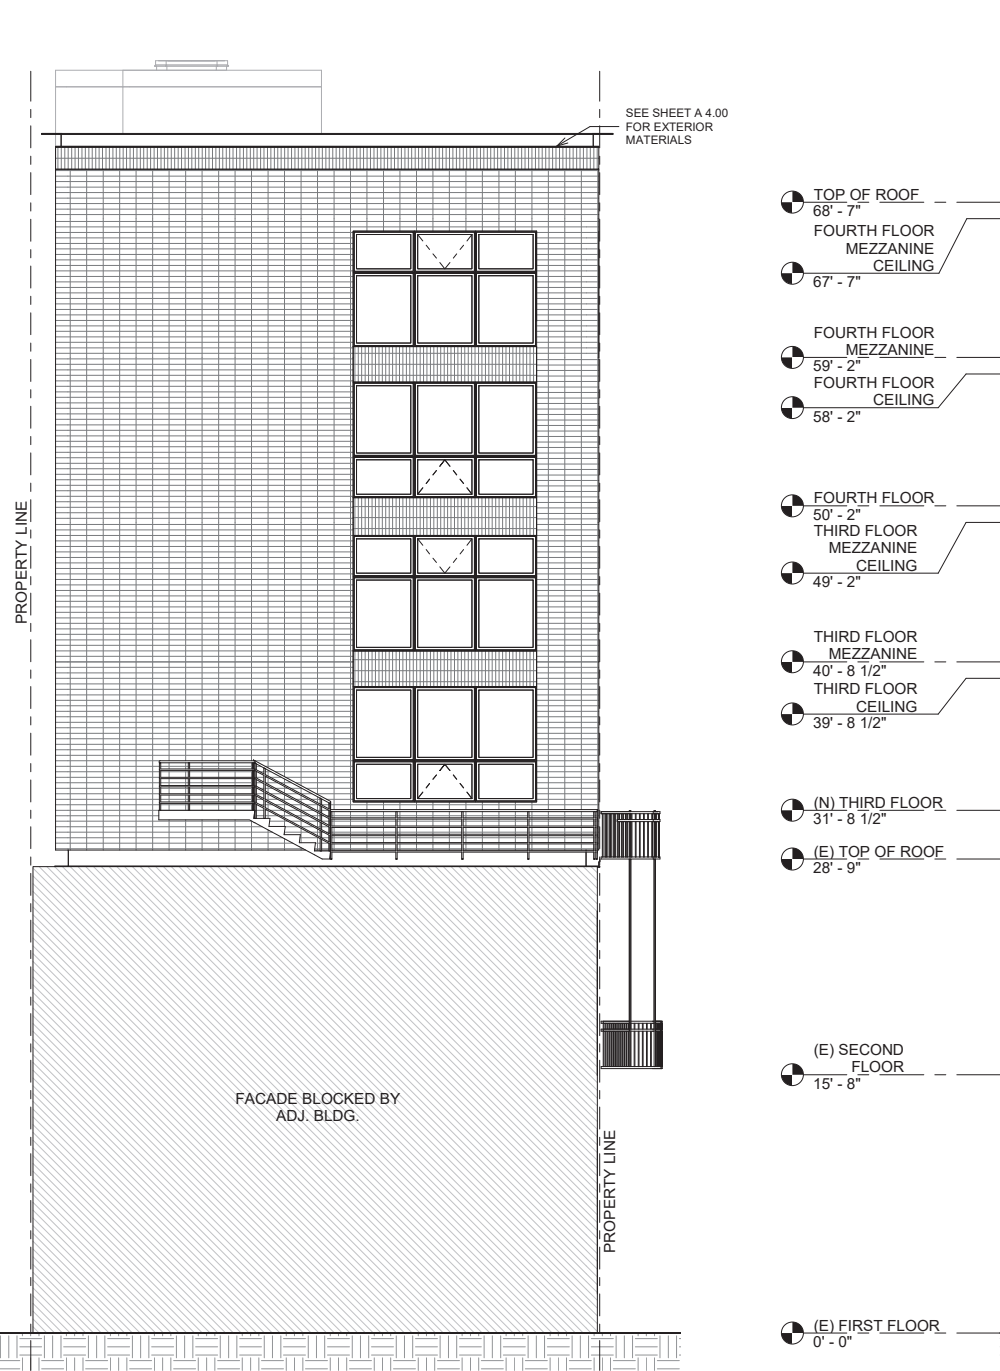 SEE SHEET A 4.00
FOR EXTERIOR
MATERIALS
PROPERTY LINE
FACADE BLOCKED BY
ADJ. BLDG.
PROPERTY LINE
TOP OF ROOF
68' - 7"
FOURTH FLOOR
MEZZANINE
CEILING
67' - 7"
FOURTH FLOOR
MEZZANINE
59' - 2"
FOURTH FLOOR
CEILING
58' - 2"
FOURTH FLOOR
50' - 2"
THIRD FLOOR
MEZZANINE
CEILING
49' - 2"
THIRD FLOOR
MEZZANINE
40' - 8 1/2"
THIRD FLOOR
CEILING
39' - 8 1/2"
(N) THIRD FLOOR
31' - 8 1/2"
(E) TOP OF ROOF
28' - 9"
(E) SECOND
FLOOR
15' - 8"
(E) FIRST FLOOR
0' - 0"